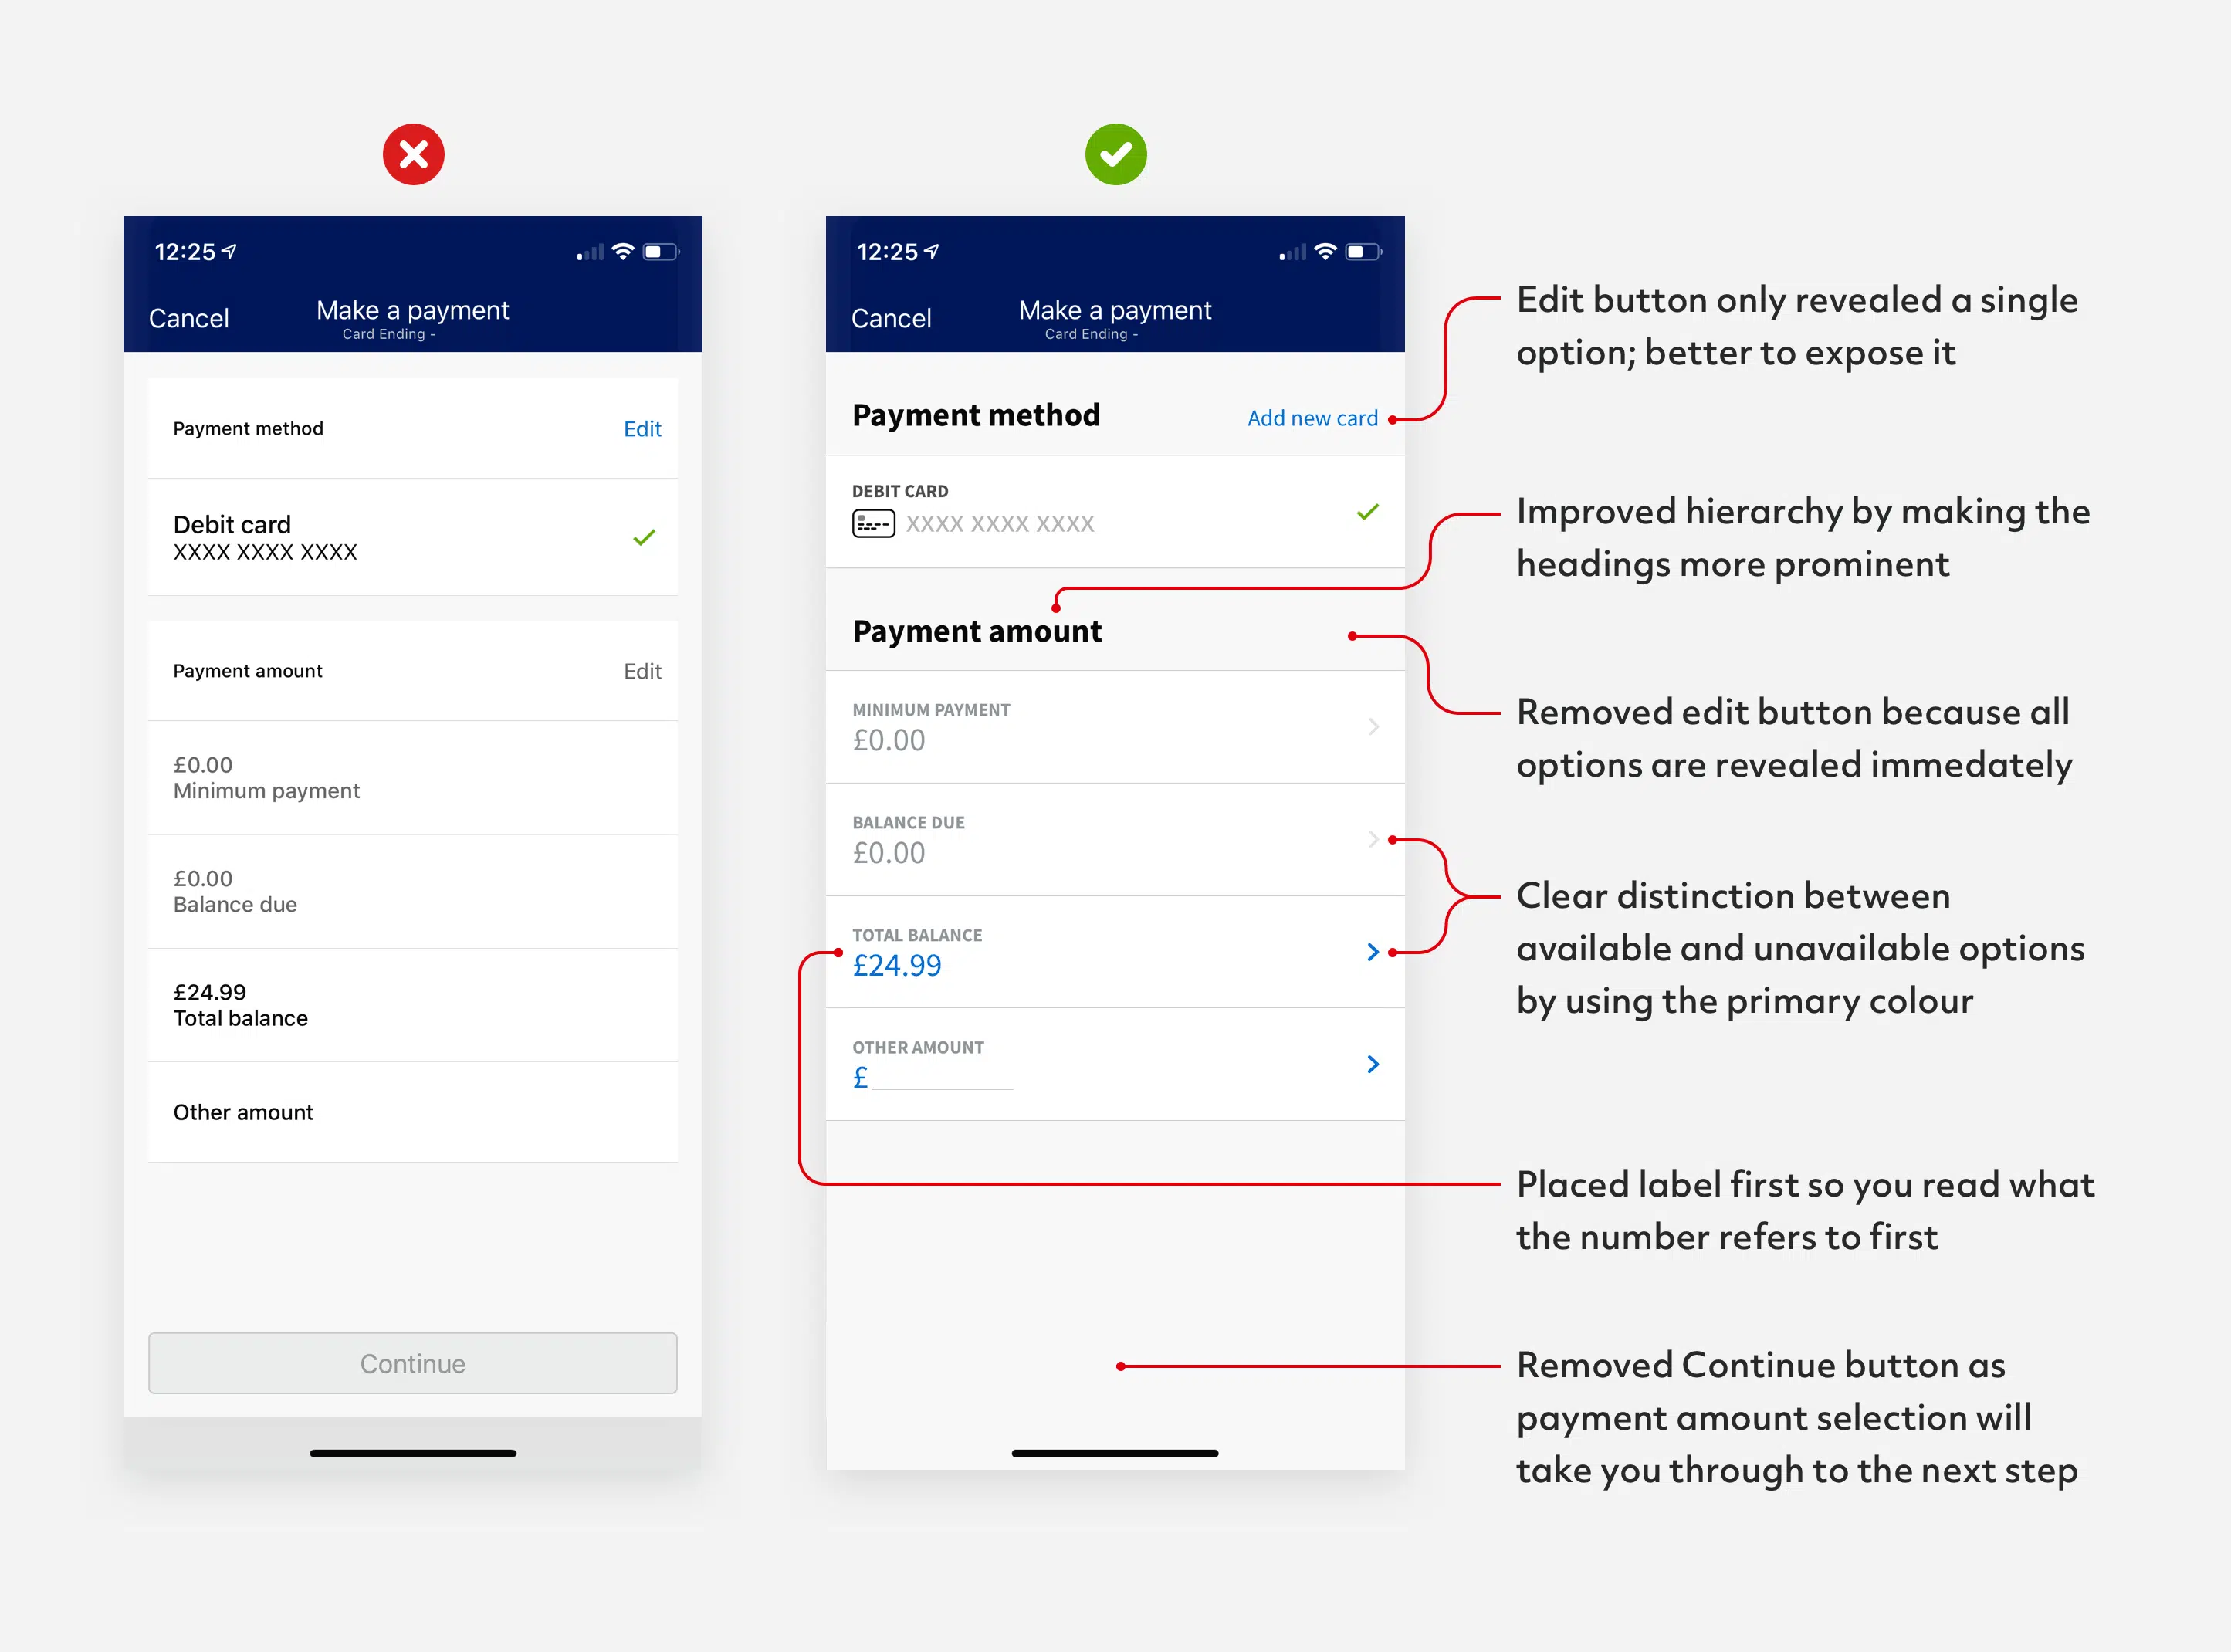 12:25
Cancel
Make a payment
Card Ending -
Payment method
Edit
Debit card
XXXX XXXX XXXX
Payment amount
Edit
£0.00
Minimum payment
£0.00
Balance due
£24.99
Total balance
Other amount
Continue
12:25
Cancel
Make a payment
Card Ending -
Payment method
Add new card
DEBIT CARD
XXXX XXXX XXXX
Payment amount
MINIMUM PAYMENT
£0.00
BALANCE DUE
£0.00
TOTAL BALANCE
£24.99
OTHER AMOUNT
£
Edit button only revealed a single
option; better to expose it
Improved hierarchy by making the
headings more prominent
Removed edit button because all
options are revealed immedately
Clear distinction between
available and unavailable options
by using the primary colour
Placed label first so you read what
the number refers to first
Removed Continue button as
payment amount selection will
take you through to the next step